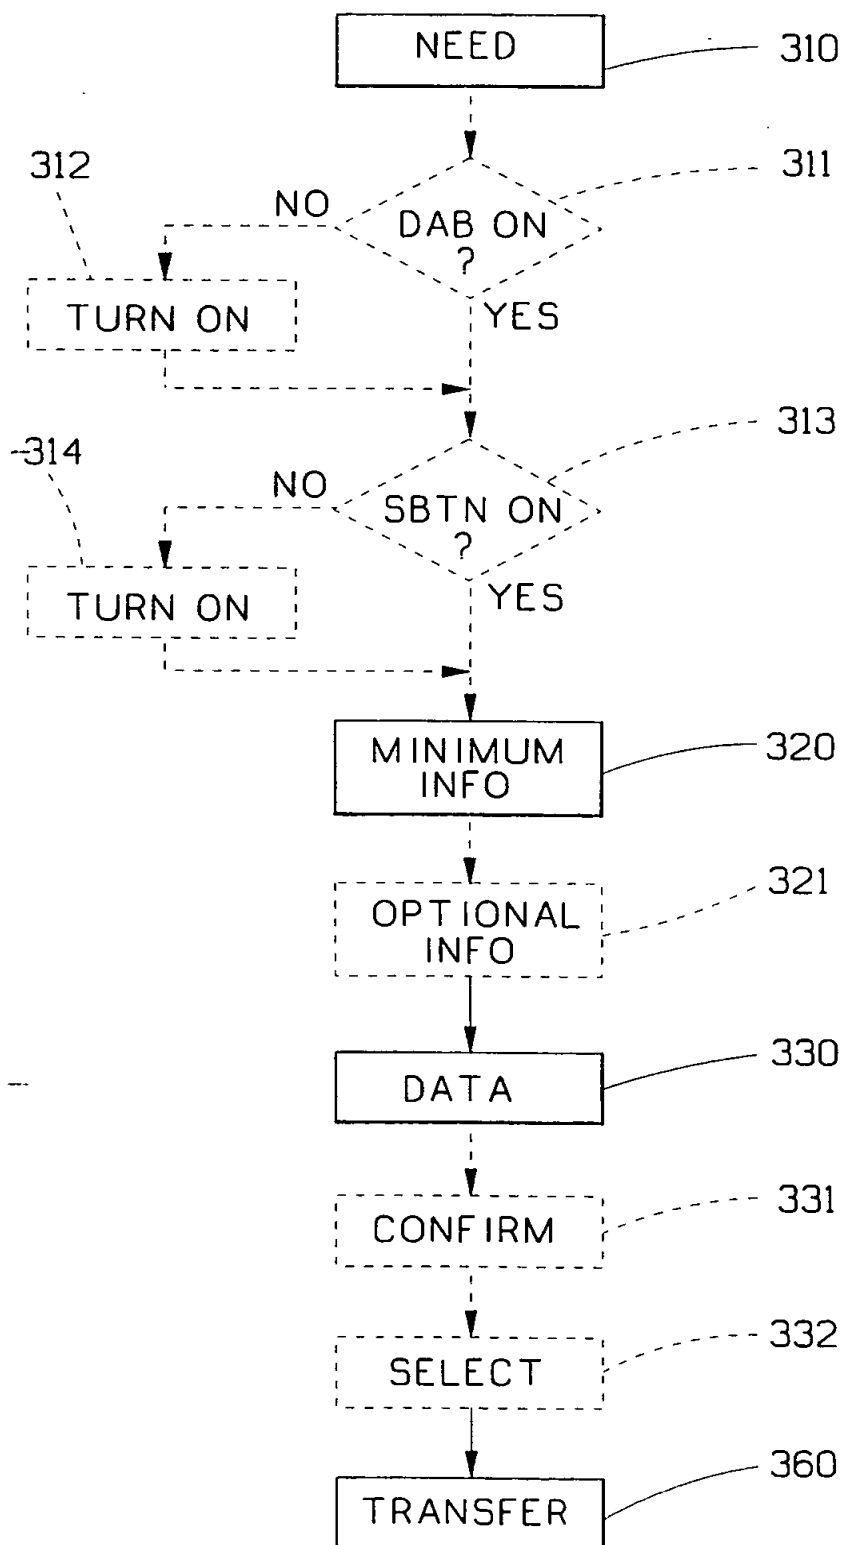 NEED
310
311
312
NO
DAB ON
?
TURN ON
YES
313
314
NO
SBTN ON
?
TURN ON
YES
MINIMUM
INFO
320
OPTIONAL
INFO
321
DATA
330
CONFIRM
331
SELECT
332
TRANSFER
360